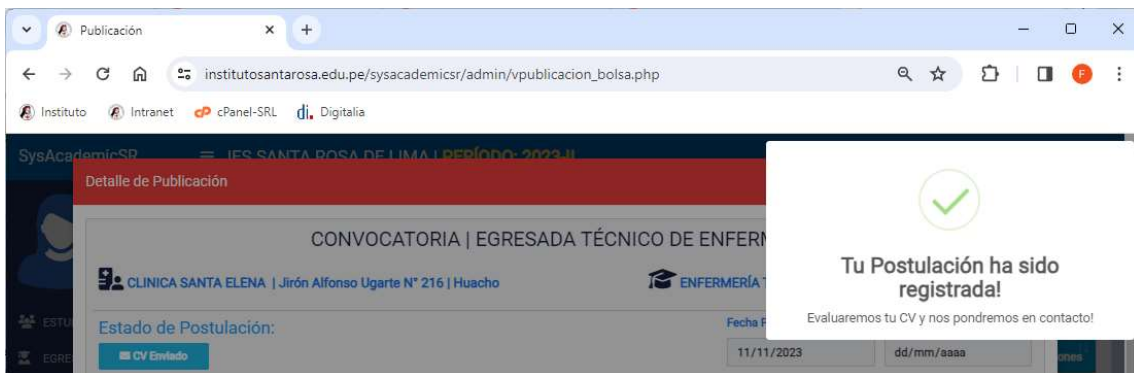 Publicación
institutosantarosa.edu.pe/sysacademicsr/admin/vpublicacion_bolsa.php
F
Instituto Intranet cPanel-SRL Digitalia
SysAcademicSR IES SANTA ROSA DE LIMA | PERÍODO: 2023-II
Detalle de Publicación
CONVOCATORIA | EGRESADA TÉCNICO DE
CLINICA SANTA ELENA | Jirón Alfonso Ugarte N° 216 | Huacho
ENFERMERÍA
Tu Postulación ha sido
registrada!
Evaluaremos tu CV y nos pondremos en contacto!
Estado de Postulación:
Fecha
CV Enviado
11/11/2023
dd/mm/aaaa